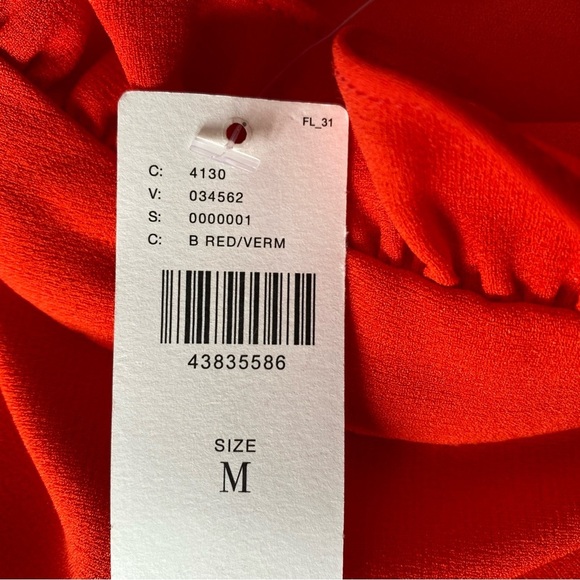 FL_31
C: 4130
V: 034562
S: 0000001
C: B RED/VERM
43835586
SIZE
M